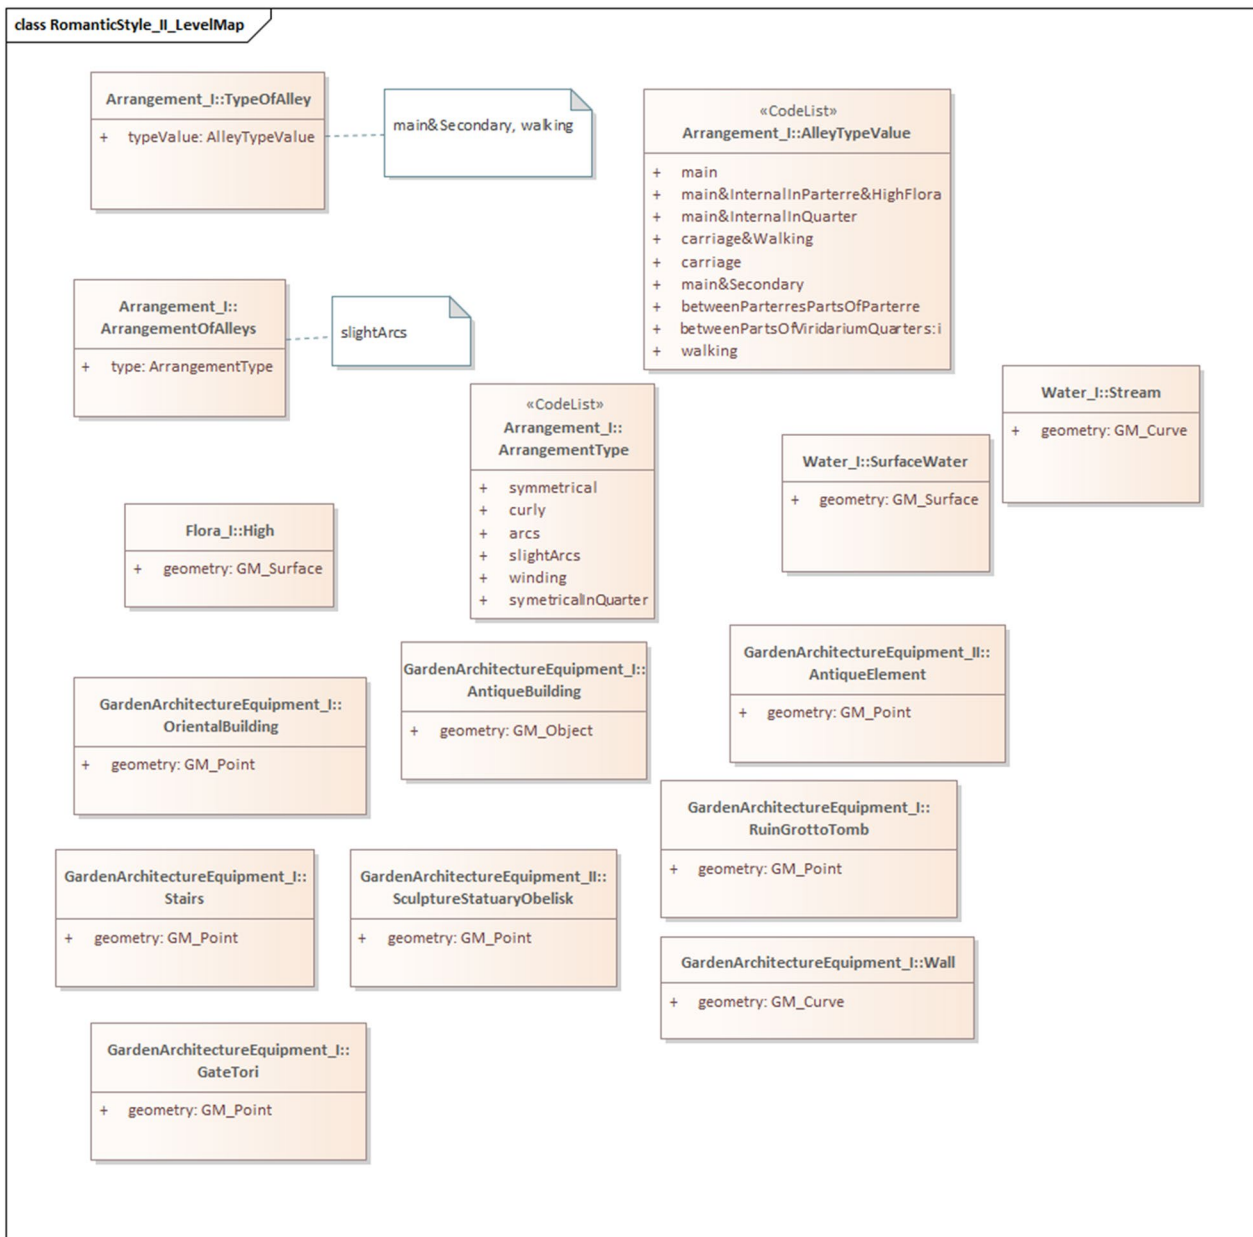 class RomanticStyle_II_LevelMap
Arrangement_I::TypeOfAlley
+ typeValue: AlleyTypeValue
main&Secondary, walking
«CodeList»
Arrangement_I::AlleyTypeValue
+ main
+ main&InternalInParterre&HighFlora
+ main&InternalInQuarter
+ carriage&Walking
+ carriage
+ main&Secondary
+ betweenParterresPartsOfParterre
+ betweenPartsOfViridariumQuarters:i
+ walking
Arrangement_I::
ArrangementOfAlleys
+ type: ArrangementType
slightArcs
«CodeList»
Arrangement_I::
ArrangementType
+ symmetrical
+ curly
+ arcs
+ slightArcs
+ winding
+ symetricalInQuarter
Water_I::Stream
+ geometry: GM_Curve
Water_I::SurfaceWater
+ geometry: GM_Surface
Flora_I::High
+ geometry: GM_Surface
GardenArchitectureEquipment_I::
AntiqueBuilding
+ geometry: GM_Object
GardenArchitectureEquipment_II::
AntiqueElement
+ geometry: GM_Point
GardenArchitectureEquipment_I::
OrientalBuilding
+ geometry: GM_Point
GardenArchitectureEquipment_I::
RuinGrottoTomb
+ geometry: GM_Point
GardenArchitectureEquipment_I::
Stairs
+ geometry: GM_Point
GardenArchitectureEquipment_II::
SculptureStatuaryObelisk
+ geometry: GM_Point
GardenArchitectureEquipment_I::Wall
+ geometry: GM_Curve
GardenArchitectureEquipment_I::
GateTori
+ geometry: GM_Point